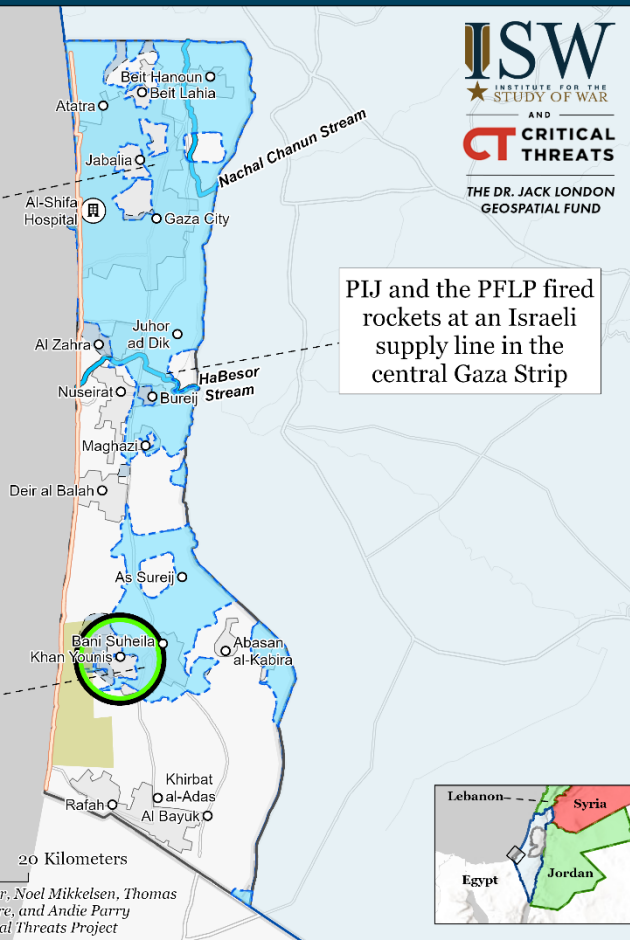 ISW
INSTITUTE FOR THE
STUDY OF WAR
AND
CT CRITICAL
THREATS
THE DR. JACK LONDON
GEOSPATIAL FUND
Beit Hanoun
Beit Lahia
Atatra
Nachal Chanun Stream
Jabalia
Al-Shifa
Hospital
Gaza City
PIJ and the PFLP fired
rockets at an Israeli
supply line in the
central Gaza Strip
Juhor
ad Dik
Al Zahra
HaBesor
Stream
Nuseirat
Bureij
Maghazi
Deir al Balah
As Sureij
Bani Suheila
Khan Younis
Abasan
al-Kabira
Khirbat
al-Adas
Rafah
Al Bayuk
20 Kilometers
r, Noel Mikkelsen, Thomas
re, and Andie Parry
al Threats Project
Lebanon
Syria
Egypt
Jordan